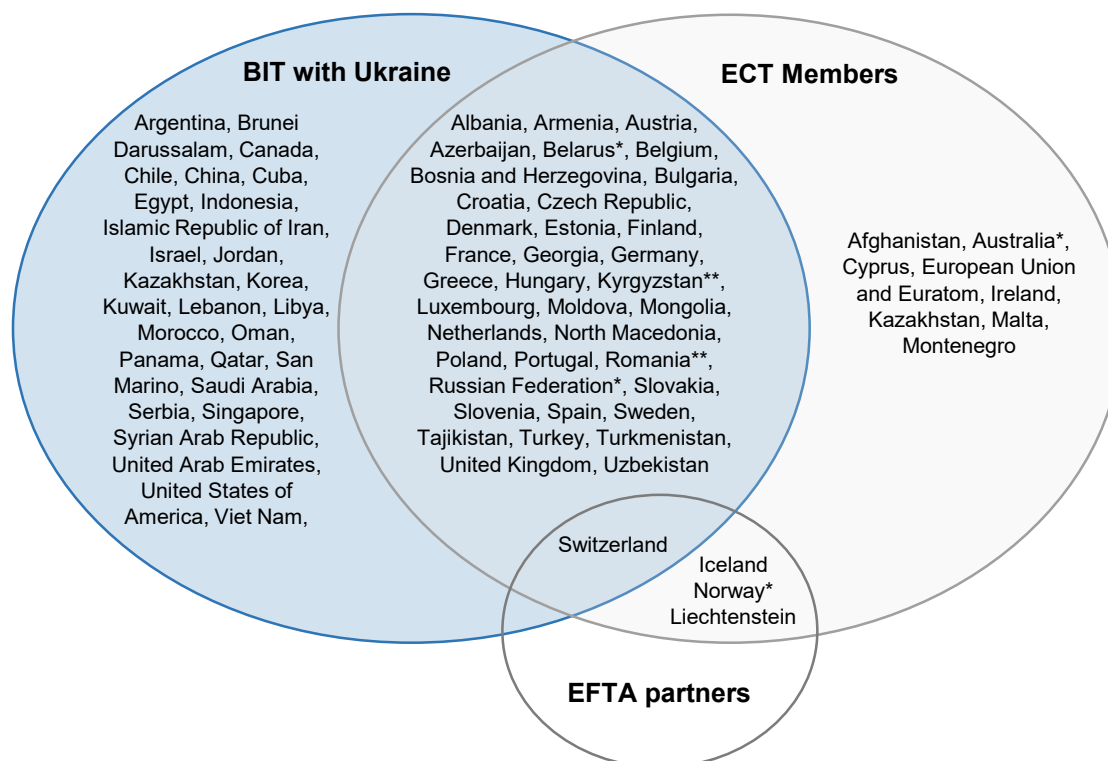 BIT with Ukraine
Argentina, Brunei
Darussalam, Canada,
Chile, China, Cuba,
Egypt, Indonesia,
Islamic Republic of Iran,
Israel, Jordan,
Kazakhstan, Korea,
Kuwait, Lebanon, Libya,
Morocco, Oman,
Panama, Qatar, San
Marino, Saudi Arabia,
Serbia, Singapore,
Syrian Arab Republic,
United Arab Emirates,
United States of
America, Viet Nam,
Albania, Armenia, Austria,
Azerbaijan, Belarus*, Belgium,
Bosnia and Herzegovina, Bulgaria,
Croatia, Czech Republic,
Denmark, Estonia, Finland,
France, Georgia, Germany,
Greece, Hungary, Kyrgyzstan**,
Luxembourg, Moldova, Mongolia,
Netherlands, North Macedonia,
Poland, Portugal, Romania**,
Russian Federation*, Slovakia,
Slovenia, Spain, Sweden,
Tajikistan, Turkey, Turkmenistan,
United Kingdom, Uzbekistan
ECT Members
Afghanistan, Australia*,
Cyprus, European Union
and Euratom, Ireland,
Kazakhstan, Malta,
Montenegro
Switzerland
Iceland
Norway*
Liechtenstein
EFTA partners